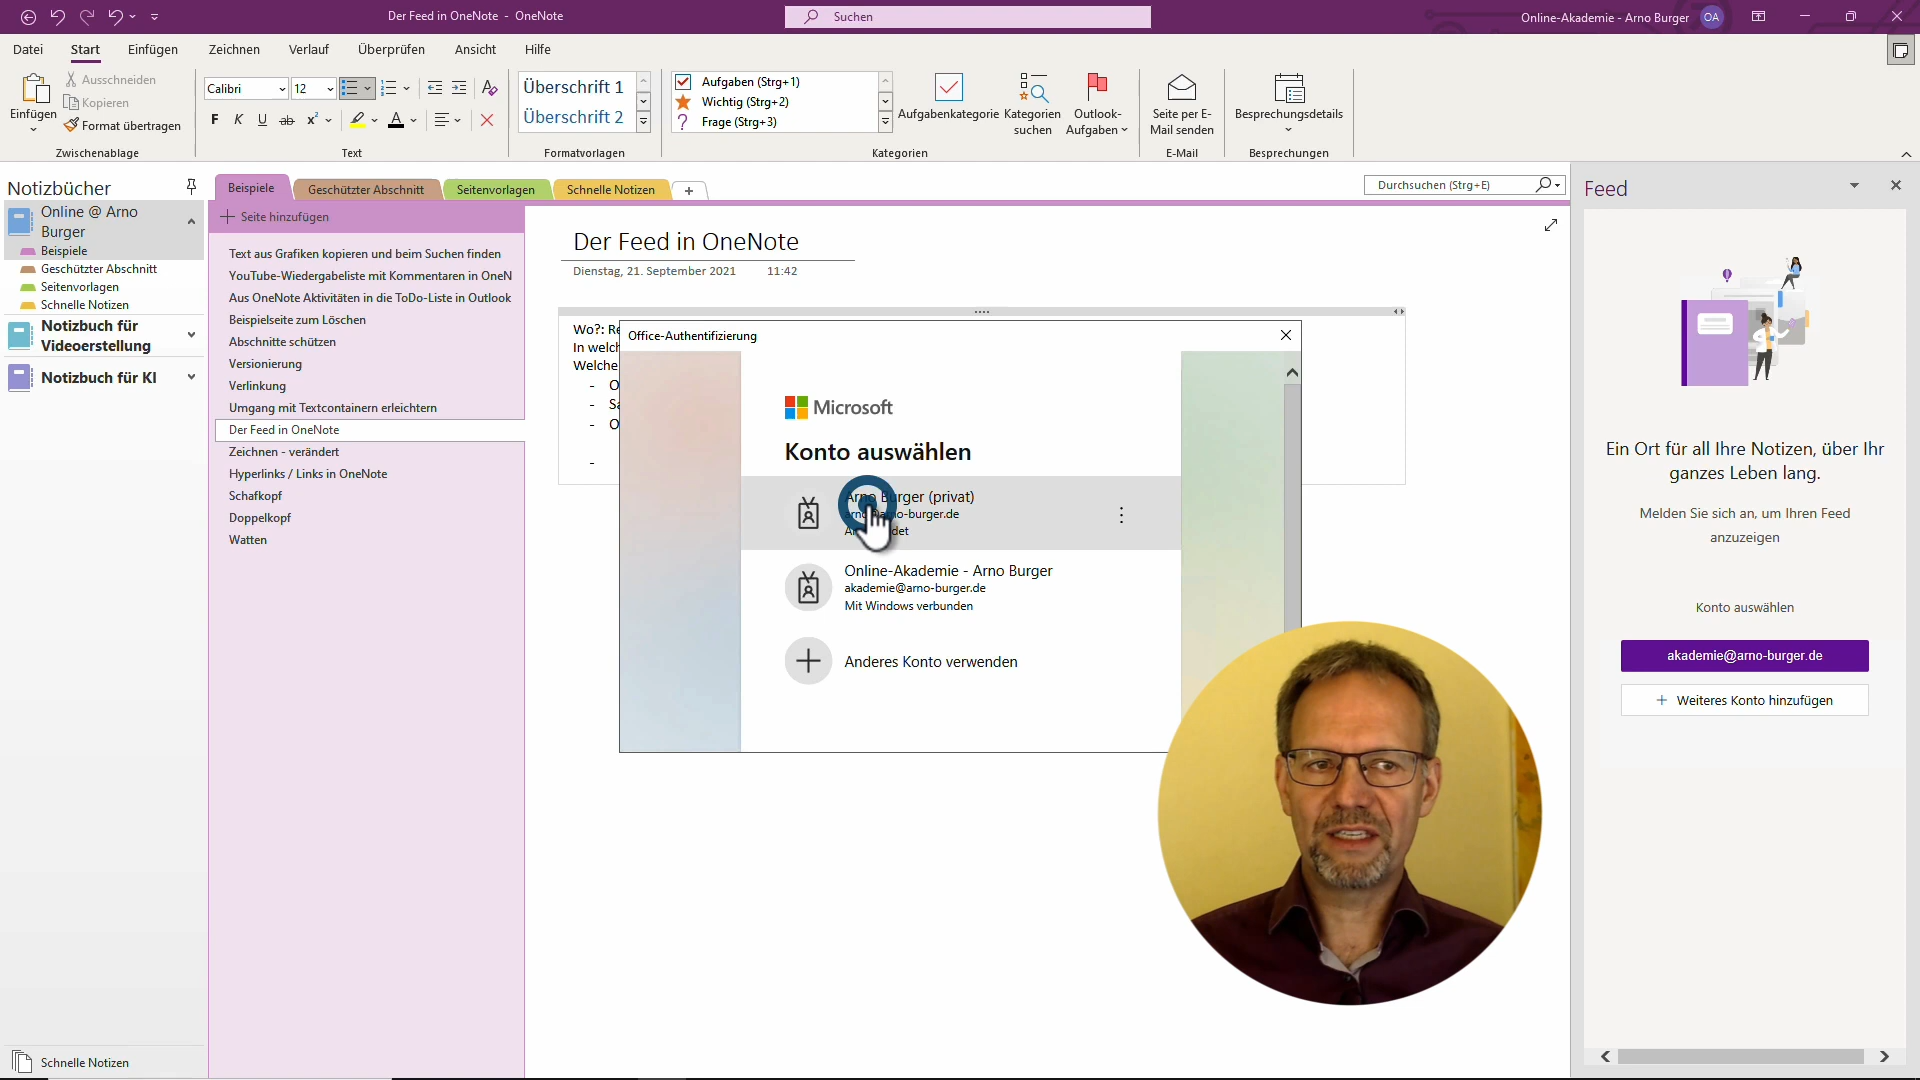 Der Feed in OneNote - OneNote
Suchen
Online-Akademie - Arno Burger
OA
Datei
Start
Einfügen
Zeichnen
Verlauf
Überprüfen
Ansicht
Hilfe
Einfügen
Ausschneiden
Kopieren
Format übertragen
Zwischenablage
Calibri
12
F
K
U
ab
x²
A
Text
Überschrift 1
Überschrift 2
Formatvorlagen
Aufgaben (Strg+1)
Wichtig (Strg+2)
Frage (Strg+3)
Aufgabenkategorie
Kategorien
suchen
Outlook-
Aufgaben
Kategorien
Seite per E-
Mail senden
E-Mail
Besprechungsdetails
Besprechungen
Notizbücher
Online @ Arno
Burger
Beispiele
Geschützter Abschnitt
Seitenvorlagen
Schnelle Notizen
Notizbuch für
Videoerstellung
Notizbuch für KI
Schnelle Notizen
Beispiele
Geschützter Abschnitt
Seitenvorlagen
Schnelle Notizen
Durchsuchen (Strg+E)
Seite hinzufügen
Text aus Grafiken kopieren und beim Suchen finden
YouTube-Wiedergabeliste mit Kommentaren in OneN
Aus OneNote Aktivitäten in die ToDo-Liste in Outlook
Beispielseite zum Löschen
Abschnitte schützen
Versionierung
Verlinkung
Umgang mit Textcontainern erleichtern
Der Feed in OneNote
Zeichnen - verändert
Hyperlinks / Links in OneNote
Schafkopf
Doppelkopf
Watten
Der Feed in OneNote
Dienstag, 21. September 2021 11:42
Wo?: Re
In welch
Welche
- O
- Sa
- O
-
Office-Authentifizierung
Microsoft
Konto auswählen
Arno Burger (privat)
Online-Akademie - Arno Burger
akademie@arno-burger.de
Mit Windows verbunden
Anderes Konto verwenden
Feed
Ein Ort für all Ihre Notizen, über Ihr
ganzes Leben lang.
Melden Sie sich an, um Ihren Feed
anzuzeigen
Konto auswählen
akademie@arno-burger.de
Weiteres Konto hinzufügen